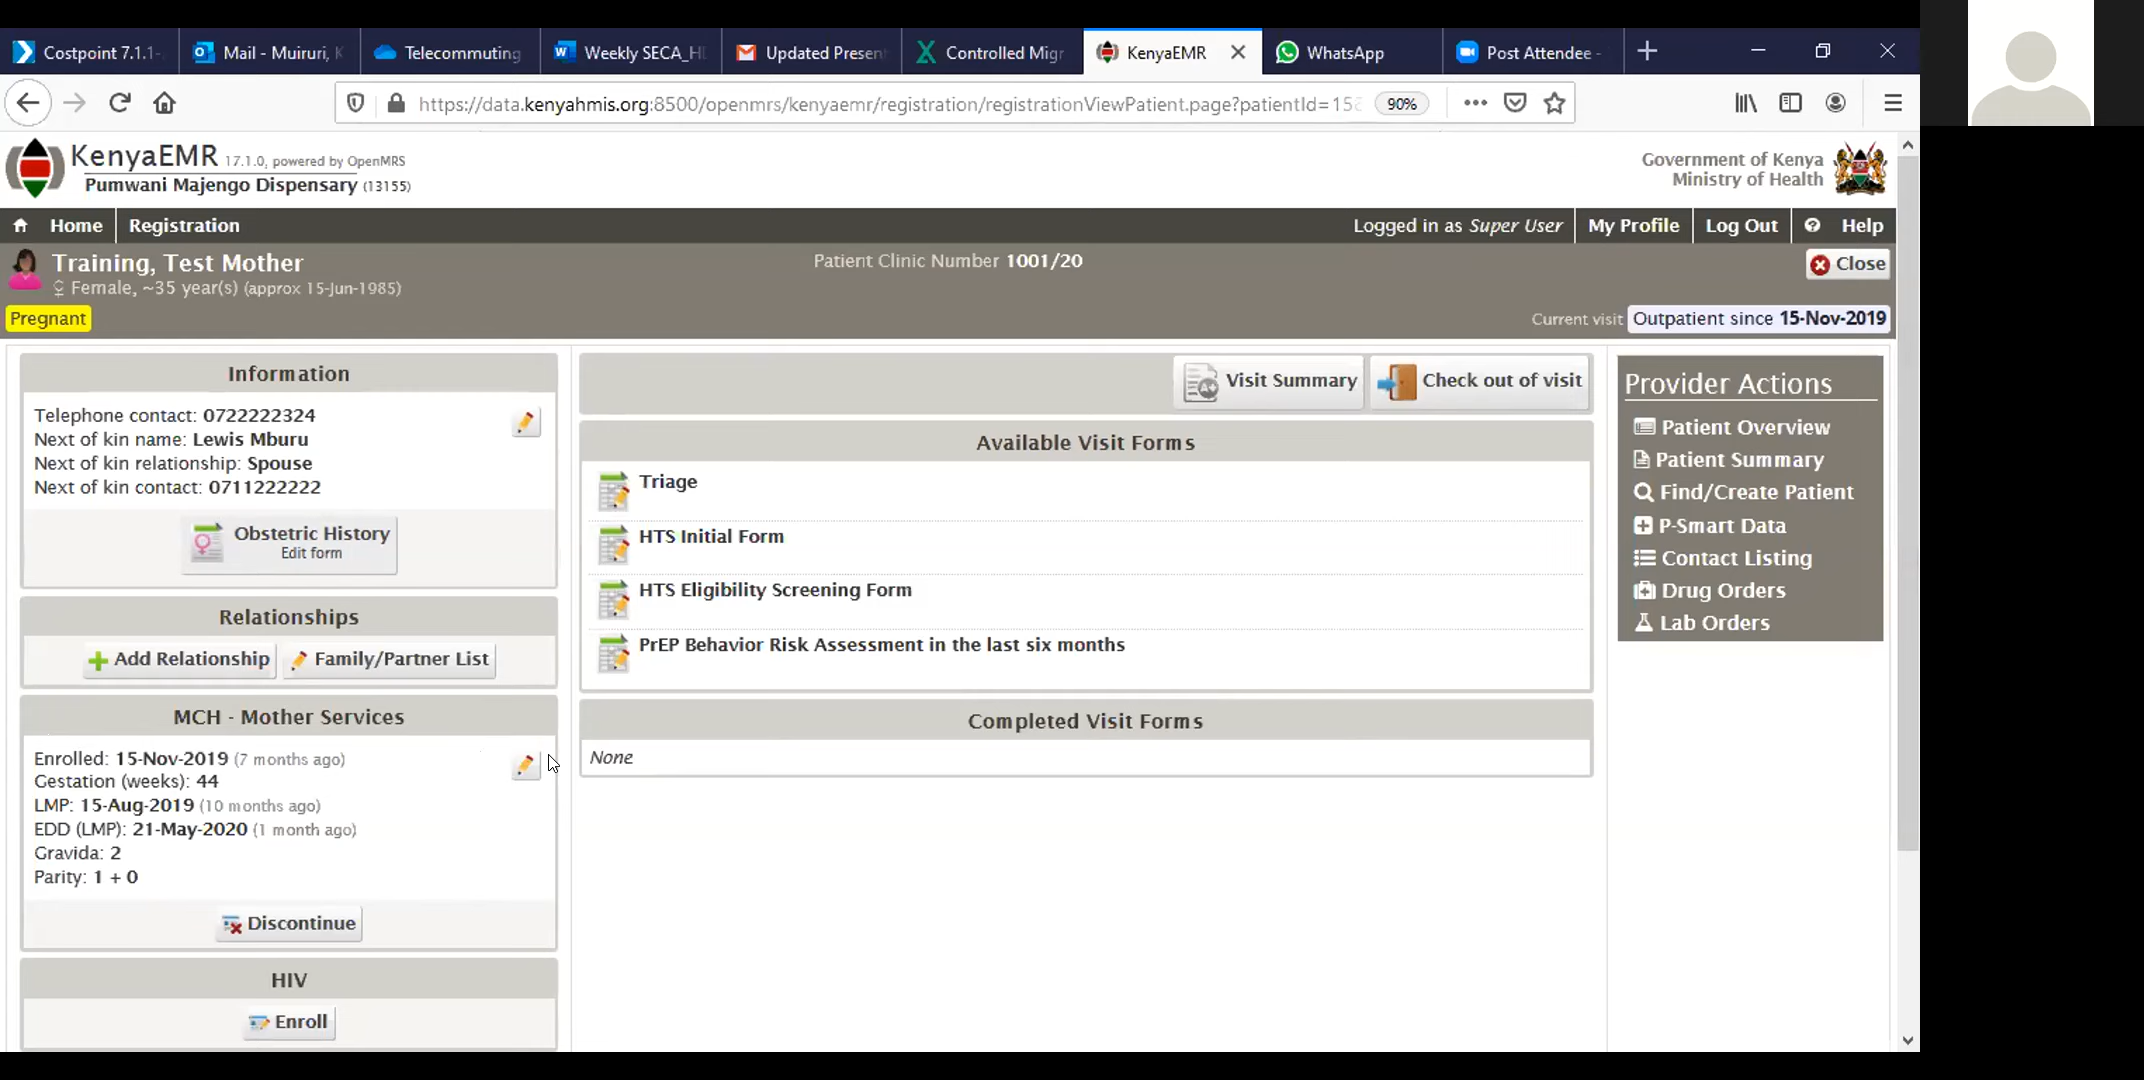 Costpoint 7.1.1-
Mail - Muiruri, K
Telecommuting
Weekly SECA_H
Updated Presen
Controlled Migr
KenyaEMR
WhatsApp
Post Attendee -
https://data.kenyahmis.org:8500/openmrs/kenyaemr/registration/registrationViewPatient.page?patientId=15
90%
KenyaEMR 17.1.0, powered by OpenMRS
Pumwani Majengo Dispensary (13155)
Government of Kenya
Ministry of Health
Home
Registration
Logged in as Super User
My Profile
Log Out
Help
Training, Test Mother
Female, ~35 year(s) (approx 15-Jun-1985)
Patient Clinic Number 1001/20
Close
Pregnant
Current visit Outpatient since 15-Nov-2019
Information
Telephone contact: 0722222324
Next of kin name: Lewis Mburu
Next of kin relationship: Spouse
Next of kin contact: 0711222222
Obstetric History
Edit form
Relationships
Add Relationship
Family/Partner List
MCH - Mother Services
Enrolled: 15-Nov-2019 (7 months ago)
Gestation (weeks): 44
LMP: 15-Aug-2019 (10 months ago)
EDD (LMP): 21-May-2020 (1 month ago)
Gravida: 2
Parity: 1 + 0
Discontinue
HIV
Enroll
Visit Summary
Check out of visit
Available Visit Forms
Triage
HTS Initial Form
HTS Eligibility Screening Form
PrEP Behavior Risk Assessment in the last six months
Completed Visit Forms
None
Provider Actions
Patient Overview
Patient Summary
Find/Create Patient
P-Smart Data
Contact Listing
Drug Orders
Lab Orders